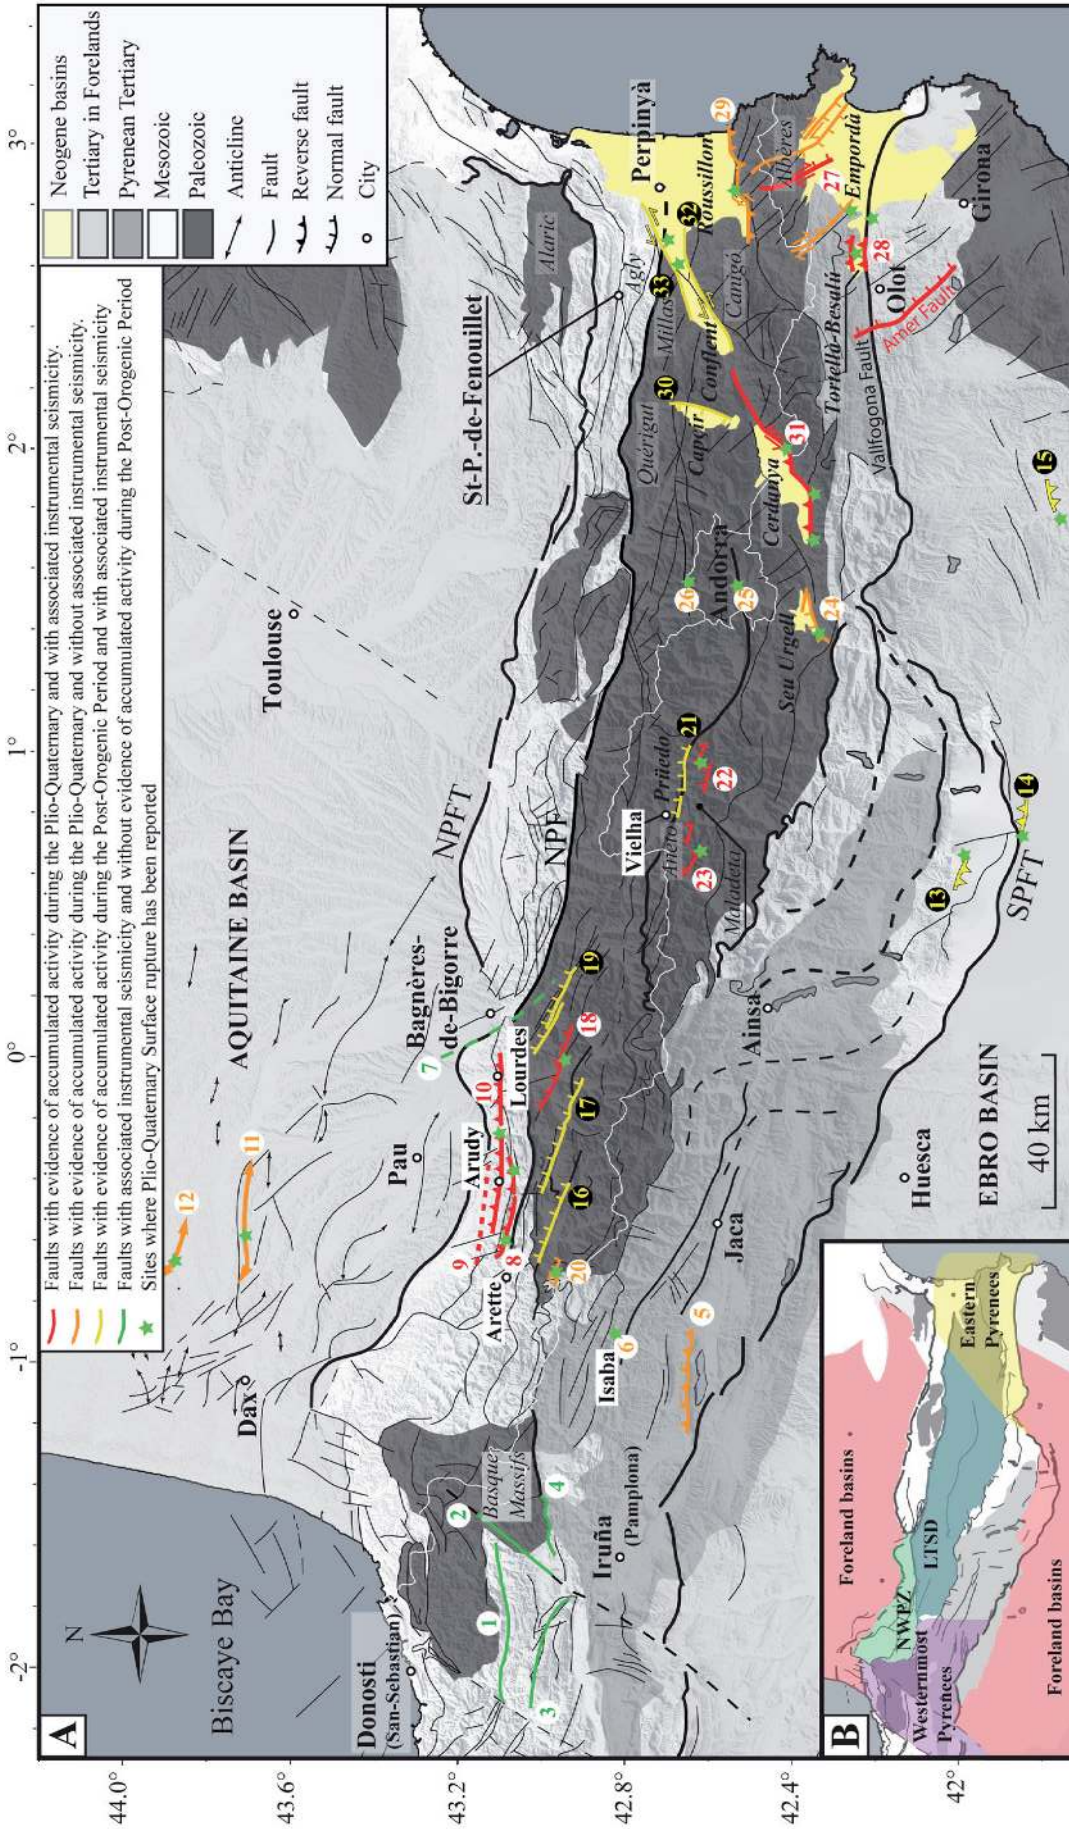 A
N
Biscaye Bay
Faults with evidence of accumulated activity during the Plio-Quaternary and with associated instrumental seismicity.
Faults with evidence of accumulated activity during the Plio-Quaternary and without associated instrumental seismicity.
Faults with evidence of accumulated activity during the Post-Orogenic Period and with associated instrumental seismicity
Faults with associated instrumental seismicity and without evidence of accumulated activity during the Post-Orogenic Period
Sites where Plio-Quaternary Surface rupture has been reported
Neogene basins
Tertiary in Forelands
Pyrenean Tertiary
Mesozoic
Paleozoic
Anticline
Fault
Reverse fault
Normal fault
City
-2°
-1°
0°
1°
2°
3°
44.0°
43.6°
43.2°
42.8°
42.4°
42°
AQUITAINE BASIN
Toulouse
Dax
Pau
12
11
Bagnères-
de-Bigorre
NPFT
NPF
St-P.-de-Fenouillet
Alaric
Agly
Perpinyà
Donosti
(San-Sebastian)
1
2
3
4
Basque
Massifs
Iruña
(Pamplona)
Arette
Arudy
Lourdes
7
8
9
10
16
17
18
19
20
Isaba
6
5
Jaca
Ainsa
Huesca
EBRO BASIN
40 km
Vielha
Prüedo
Aneto
Maladeta
21
22
23
Andorra
26
25
24
Seu Urgell
Cerdanya
31
Quérigut
Capcir
30
Conflent
Millas
33
32
Roussillon
Canigó
29
Albères
27
Empordà
Tortellà-Besalú
28
Olot
Girona
Vallfogona Fault
Amer Fault
13
14
15
SPFT
B
Foreland basins
NWPZ
LTSD
Westernmost
Pyrenees
Eastern
Pyrenees
Foreland basins